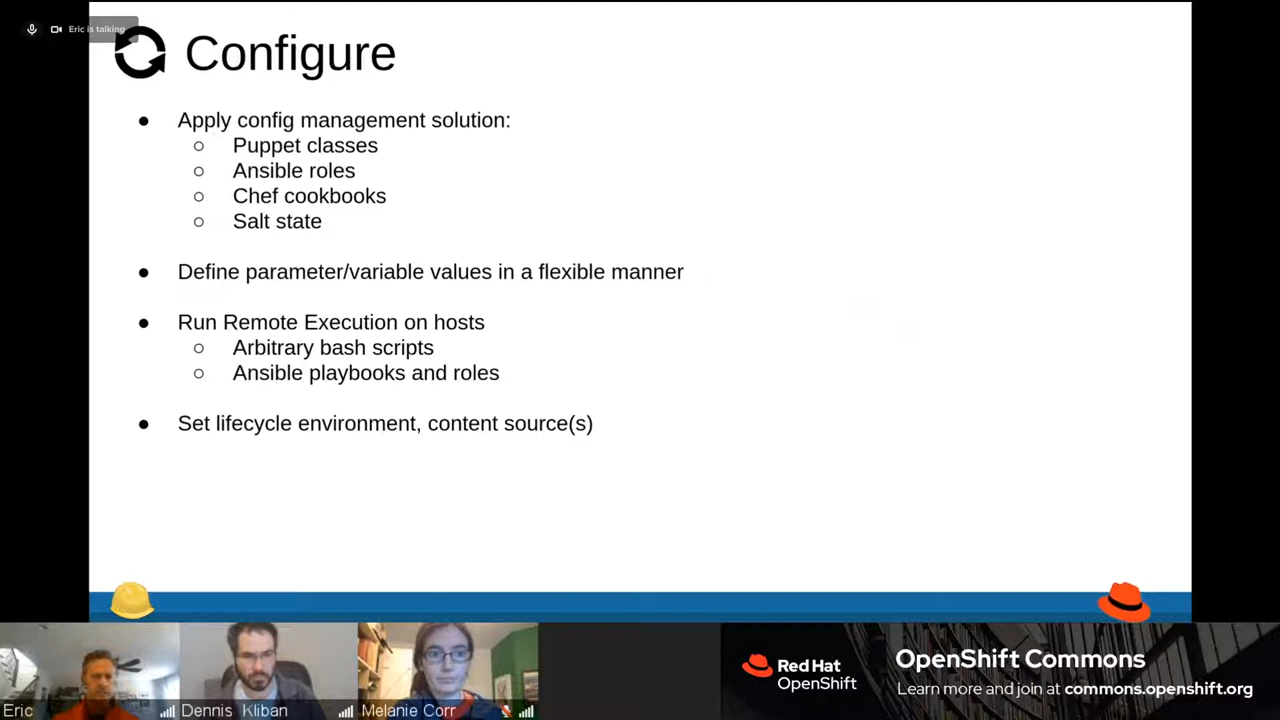 Eric is talking
Configure
● Apply config management solution:
○ Puppet classes
○ Ansible roles
○ Chef cookbooks
○ Salt state
● Define parameter/variable values in a flexible manner
● Run Remote Execution on hosts
○ Arbitrary bash scripts
○ Ansible playbooks and roles
● Set lifecycle environment, content source(s)
Eric
Dennis Kliban
Melanie Corr
Red Hat
OpenShift
OpenShift Commons
Learn more and join at commons.openshift.org